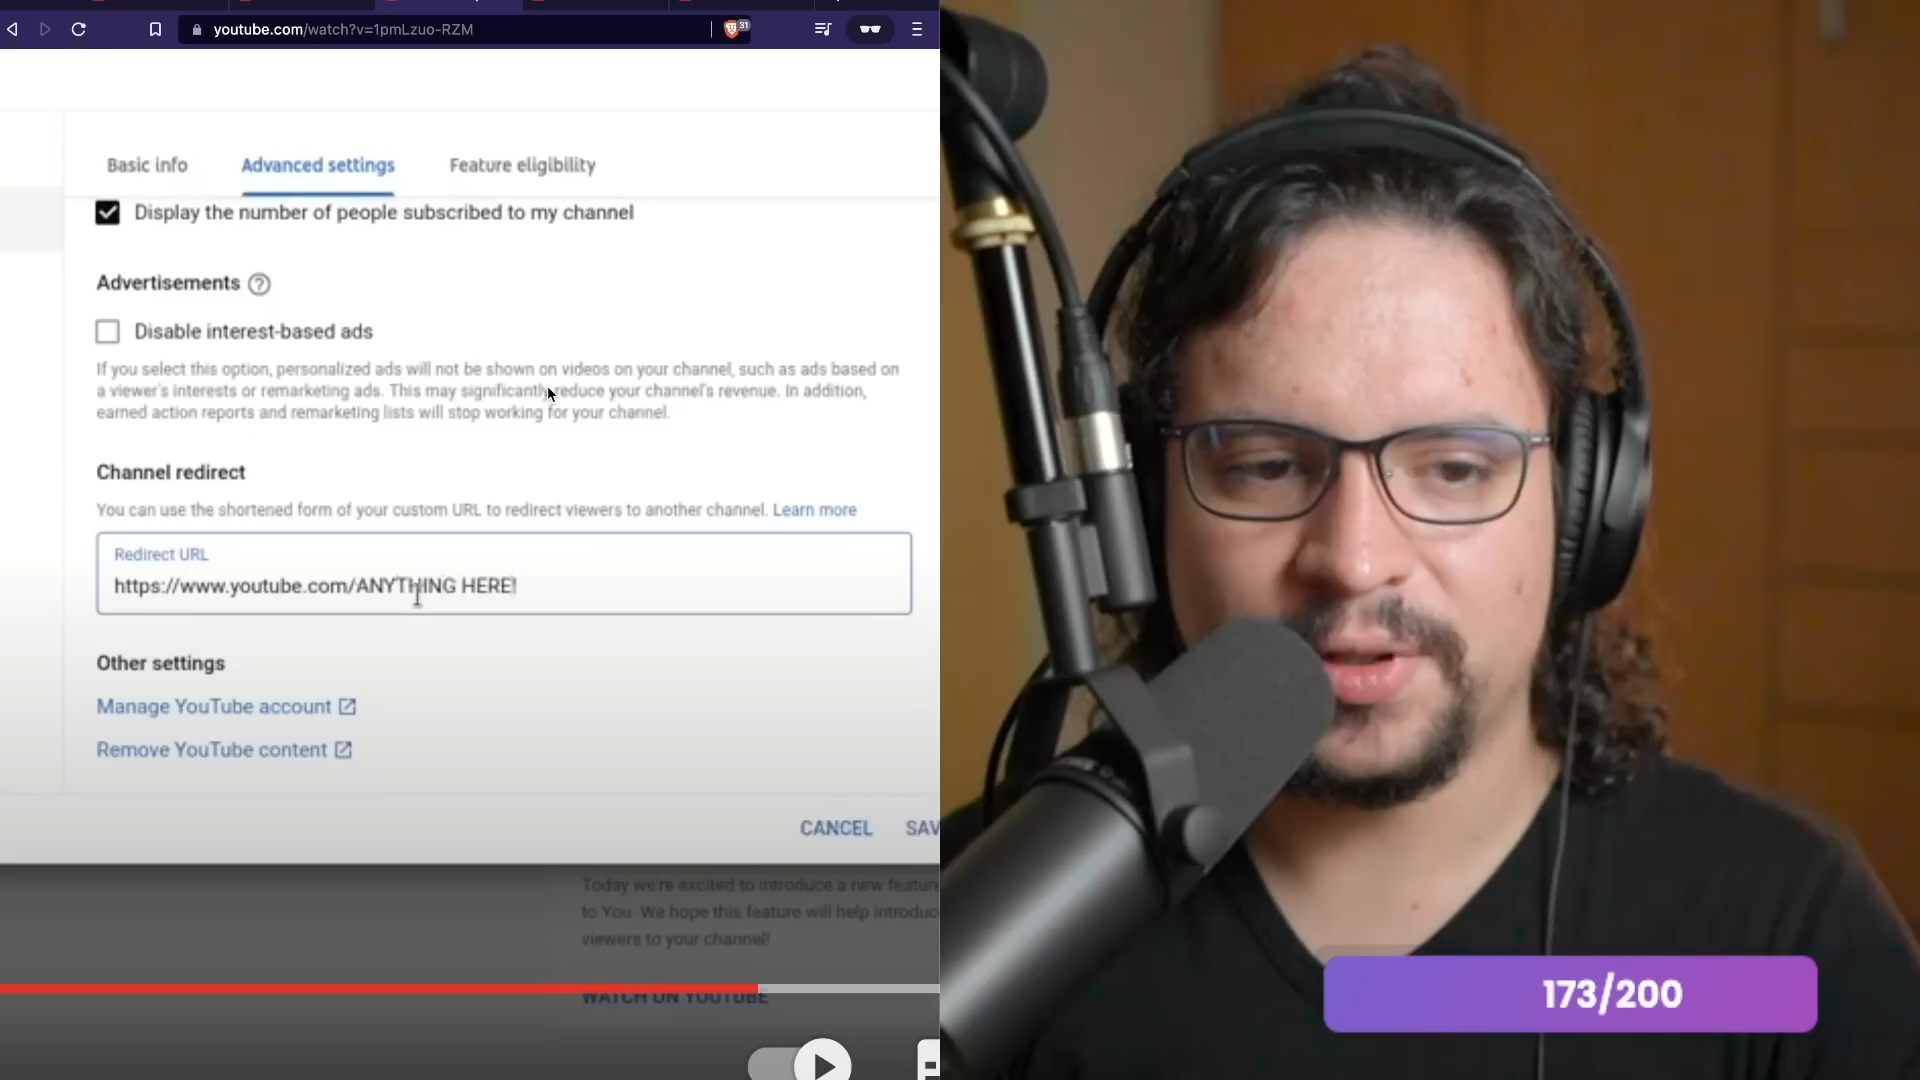 youtube.com/watch?v=1pmLzuo-RZM
31
Basic info Advanced settings Feature eligibility
Display the number of people subscribed to my channel
Advertisements ?
Disable interest-based ads
If you select this option, personalized ads will not be shown on videos on your channel, such as ads based on
a viewer's interests or remarketing ads. This may significantly reduce your channel's revenue. In addition,
earned action reports and remarketing lists will stop working for your channel.
Channel redirect
You can use the shortened form of your custom URL to redirect viewers to another channel. Learn more
Redirect URL
https://www.youtube.com/ANYTHING HERE!
Other settings
Manage YouTube account
Remove YouTube content
CANCEL SAV
Today we're excited to introduce a new feature
to You. We hope this feature will help introduc
viewers to your channel!
WATCH ON YOUTUBE
173/200